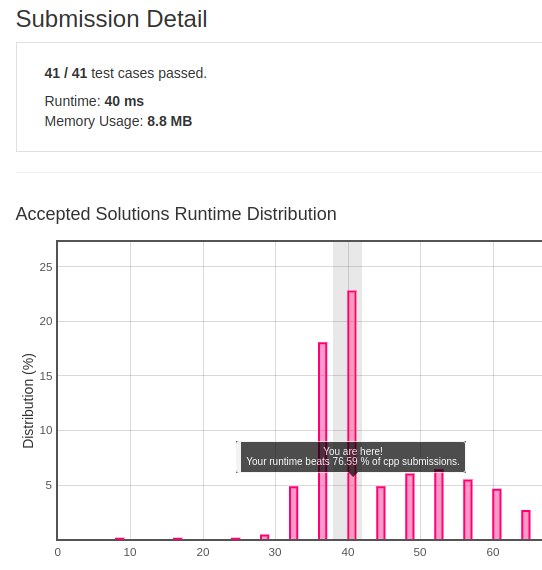 Submission Detail
41 / 41 test cases passed.
Runtime: 40 ms
Memory Usage: 8.8 MB
Accepted Solutions Runtime Distribution
Distribution (%)
25
20
15
10
5
You are here!
Your runtime beats 76.59 % of cpp submissions.
0 10 20 30 40 50 60